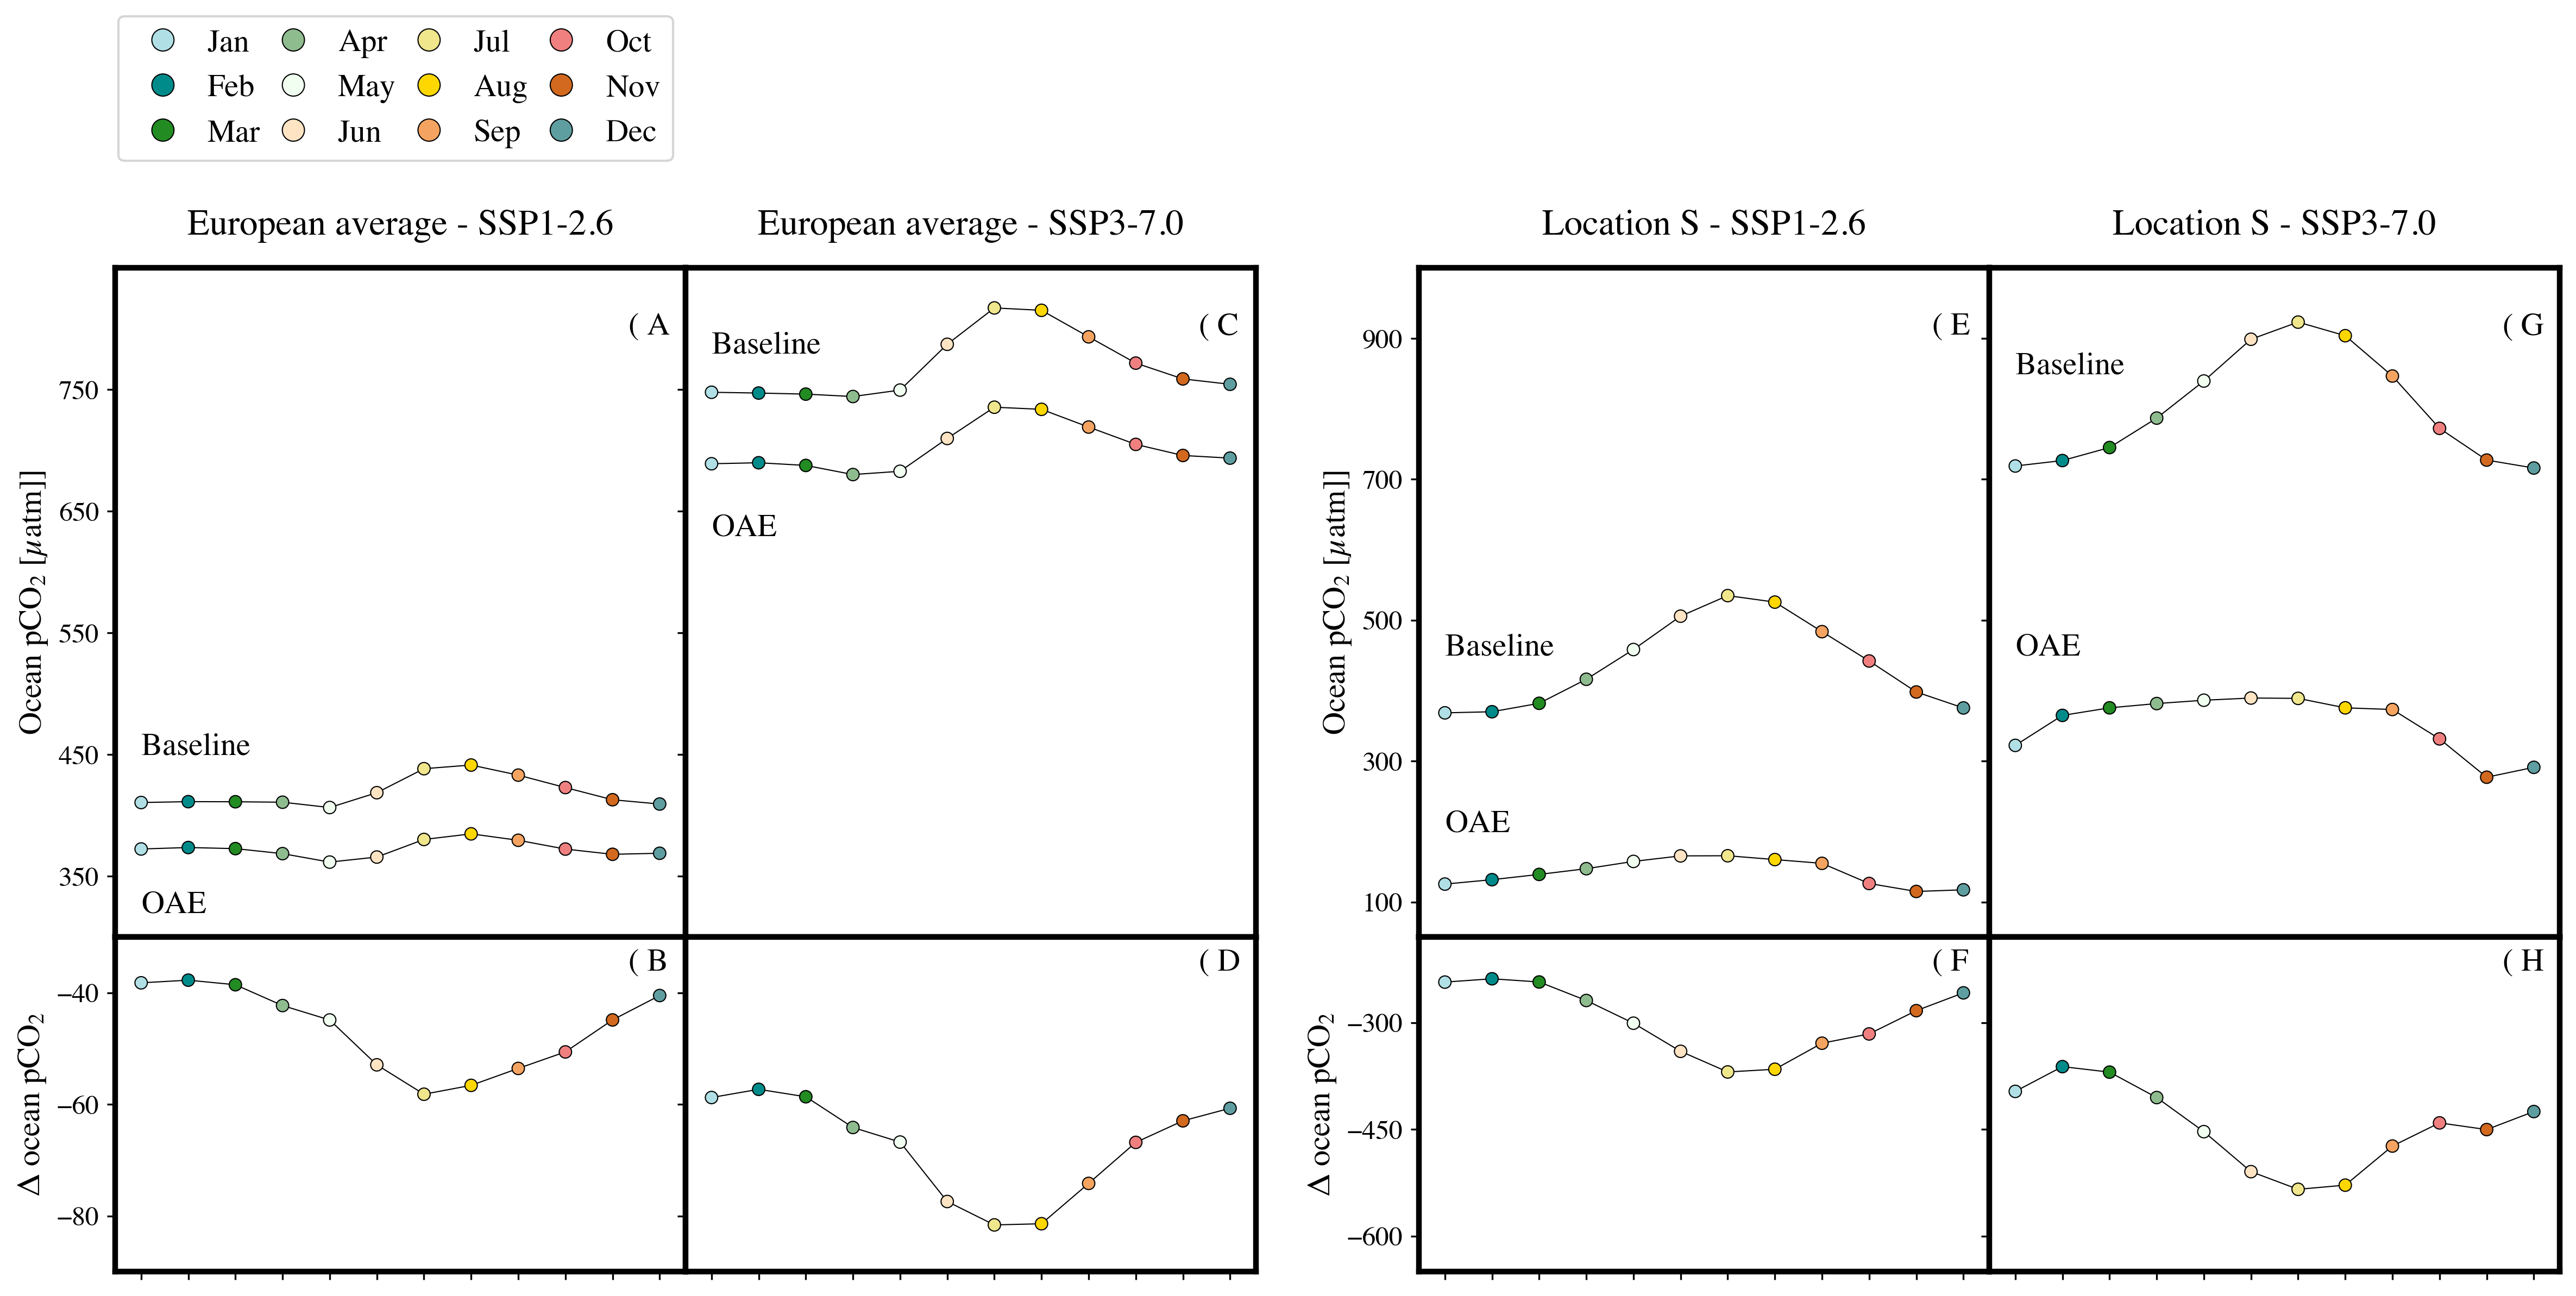 Jan Apr Jul Oct
Feb May Aug Nov
Mar Jun Sep Dec
European average - SSP1-2.6
European average - SSP3-7.0
Location S - SSP1-2.6
Location S - SSP3-7.0
Ocean pCO₂ [μatm]]
750
650
550
450
350
( A
Baseline
OAE
( C
Baseline
OAE
Δ ocean pCO₂
−40
−60
−80
( B
( D
Ocean pCO₂ [μatm]]
900
700
500
300
100
( E
Baseline
OAE
( G
Baseline
OAE
Δ ocean pCO₂
−300
−450
−600
( F
( H